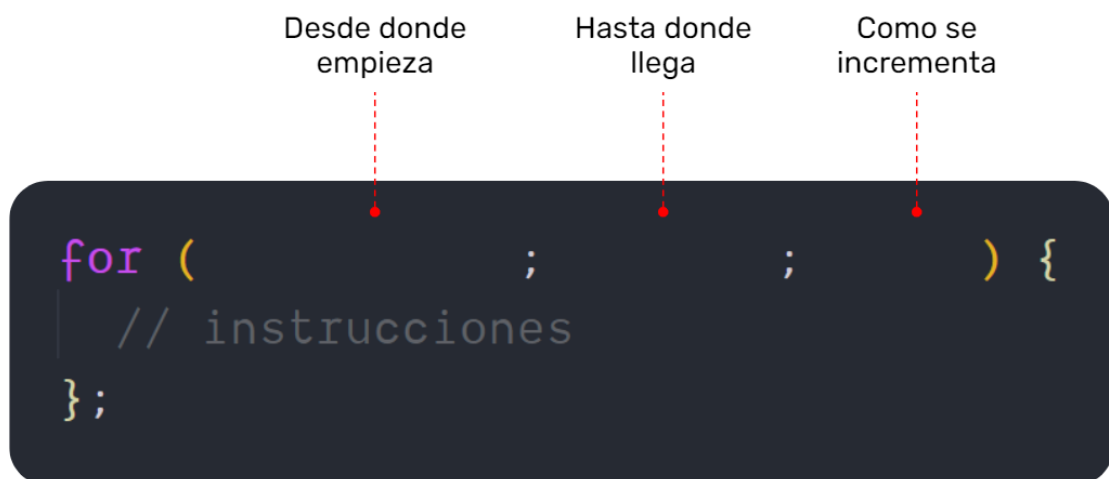 Desde donde
empieza
Hasta donde
llega
Como se
incrementa
for ( ; ; ) {
// instrucciones
};